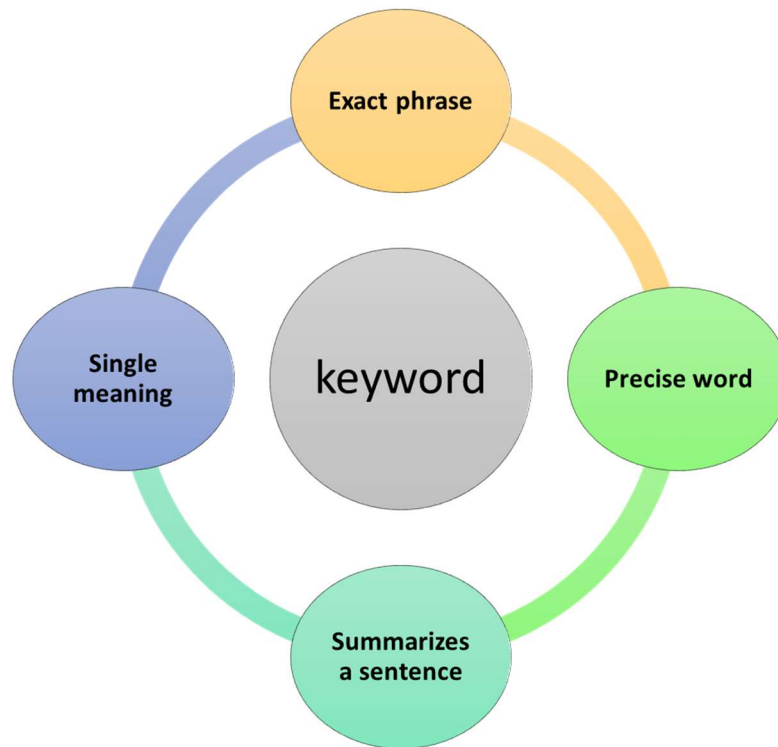 Exact phrase
Single
meaning
keyword
Precise word
Summarizes
a sentence